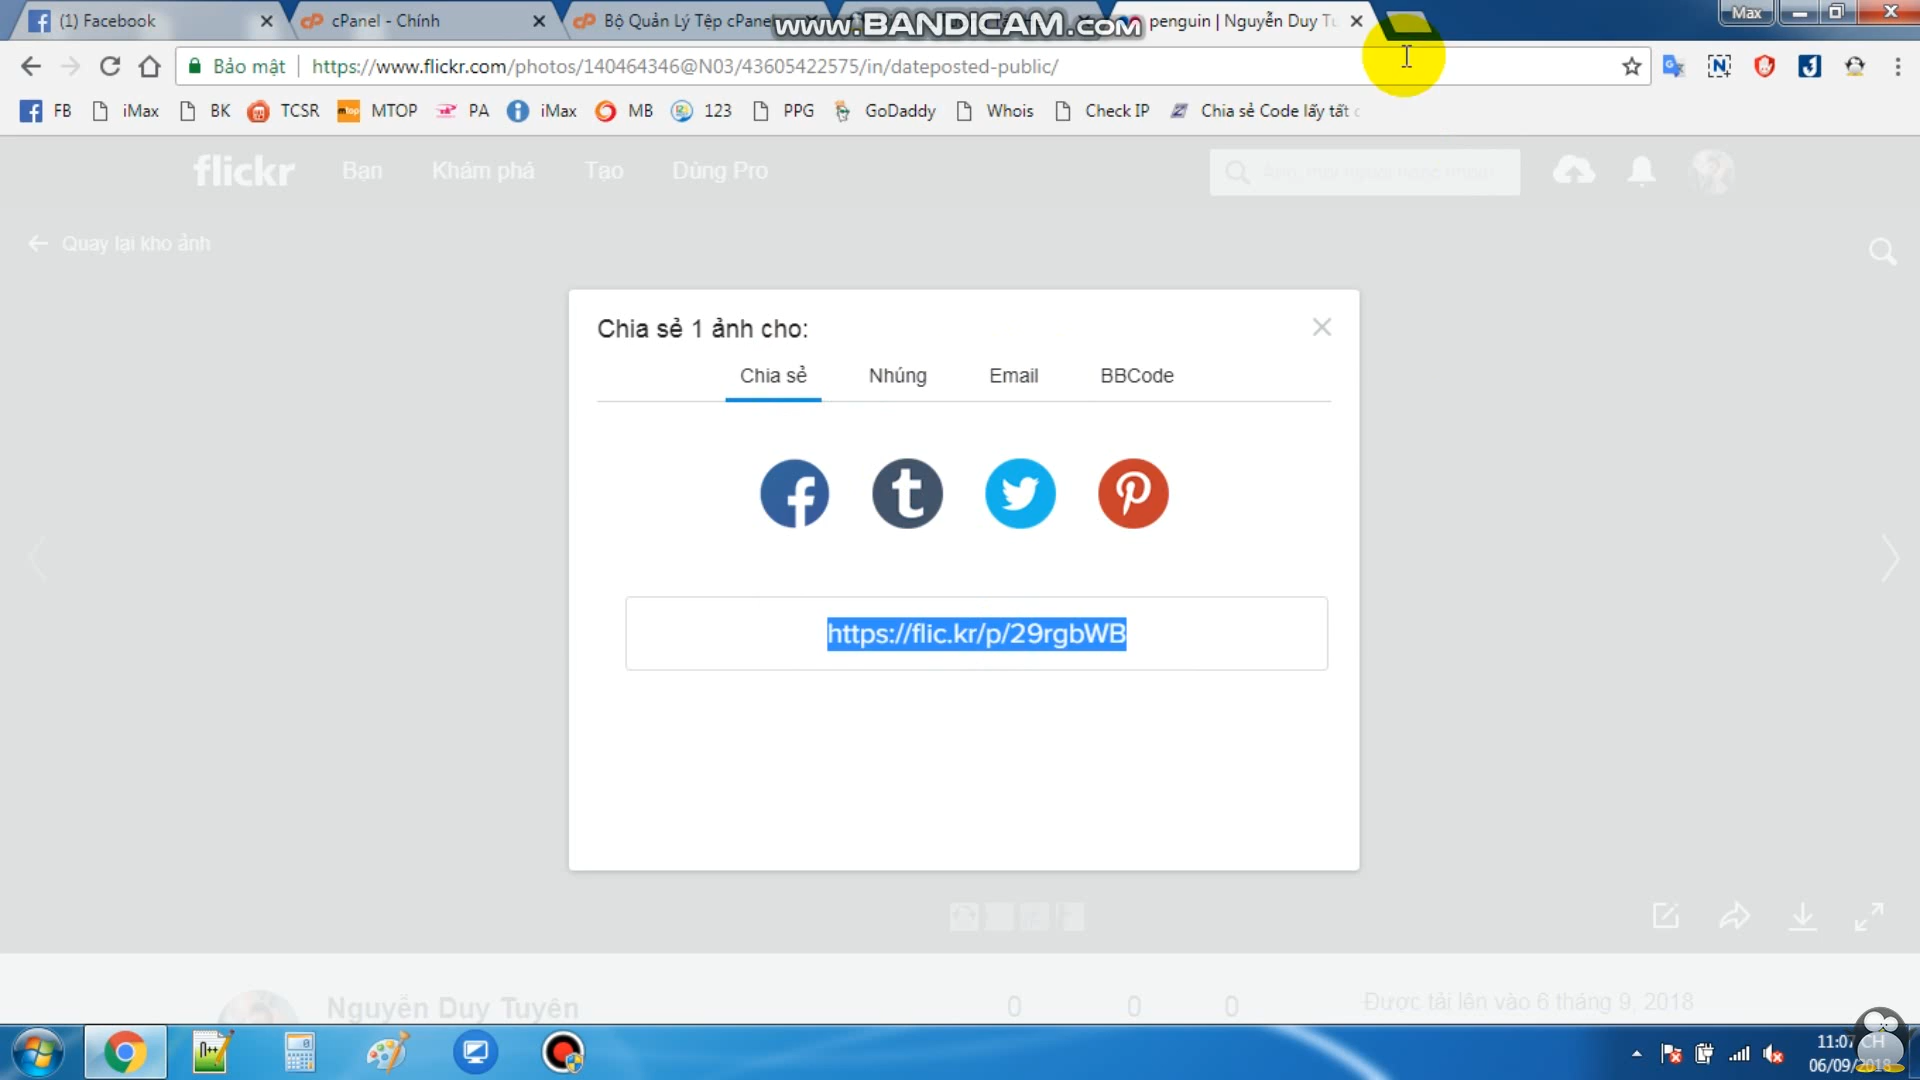 (1) Facebook
cPanel - Chính
Bộ Quản Lý Tệp cPanel
www.BANDICAM.com
penguin | Nguyễn Duy Tu
Max
Bảo mật
https://www.flickr.com/photos/140464346@N03/43605422575/in/dateposted-public/
FB
iMax
BK
TCSR
MTOP
PA
iMax
MB
123
PPG
GoDaddy
Whois
Check IP
Chia sẻ Code lấy tất
flickr
Bạn
Khám phá
Tạo
Dùng Pro
Quay lại kho ảnh
Chia sẻ 1 ảnh cho:
Chia sẻ
Nhúng
Email
BBCode
https://flic.kr/p/29rgbWB
Nguyễn Duy Tuyên
0
0
0
Được tải lên vào 6 tháng 9, 2018
11:07 CH
06/09/2018